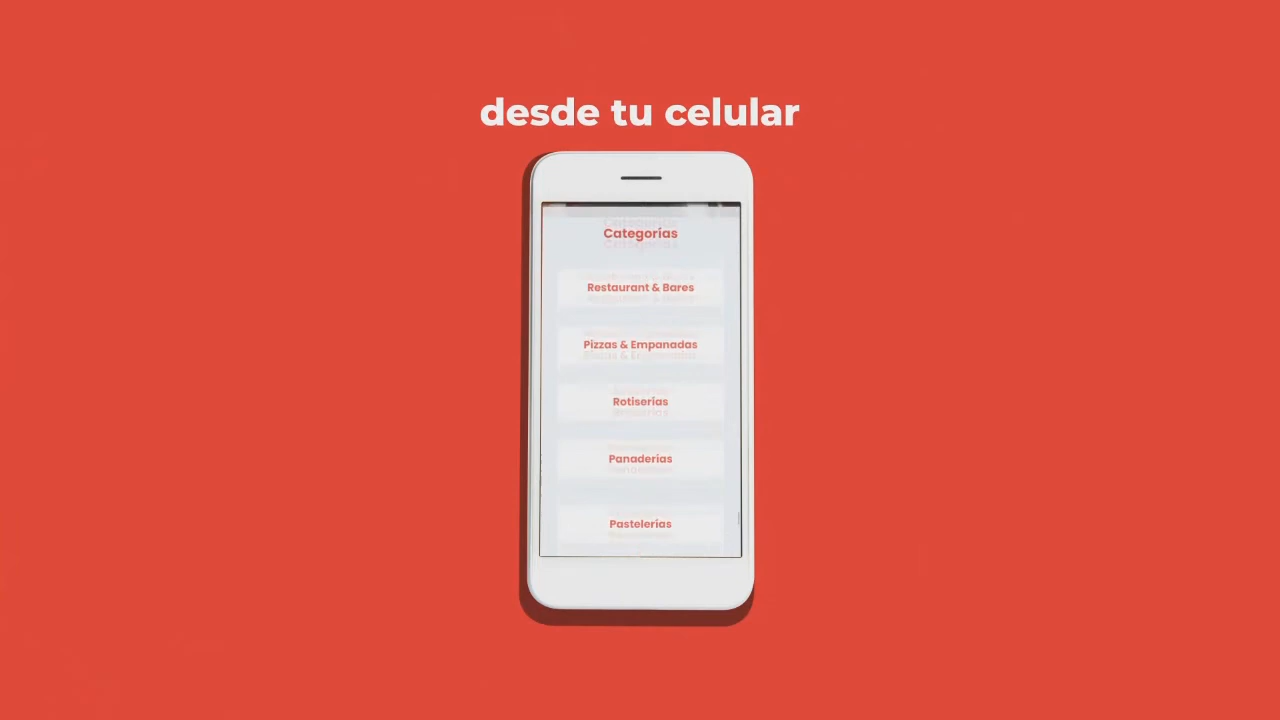 desde tu celular
Categorías
Restaurant & Bares
Pizzas & Empanadas
Rotiserías
Panaderías
Pastelerías